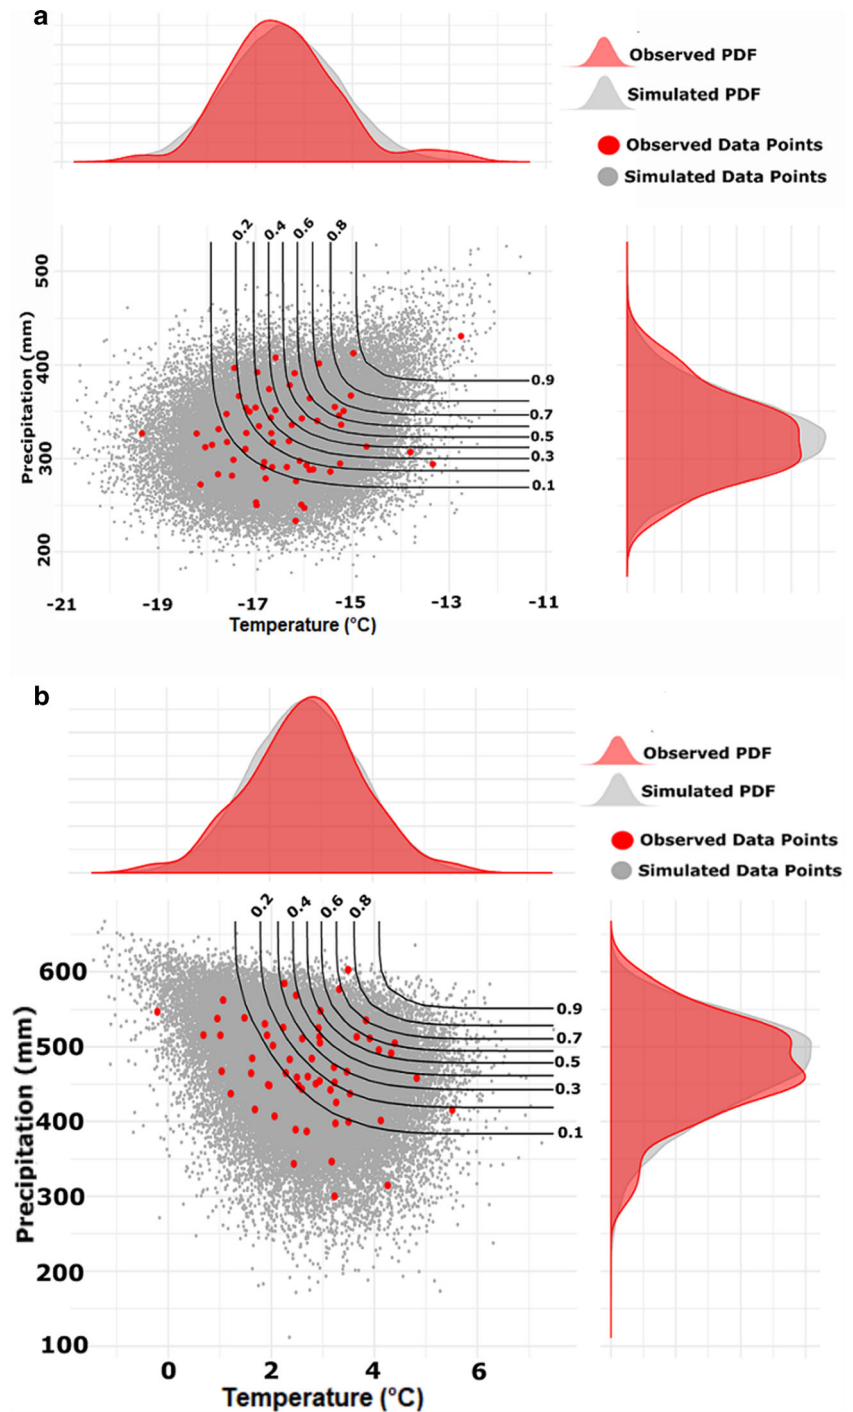 a
Observed PDF
Simulated PDF
Observed Data Points
Simulated Data Points
0.2 0.4 0.6 0.8
500
400
300
200
Precipitation (mm)
0.9
0.7
0.5
0.3
0.1
-21 -19 -17 -15 -13 -11
Temperature (°C)
b
Observed PDF
Simulated PDF
Observed Data Points
Simulated Data Points
0.2 0.4 0.6 0.8
600
500
400
300
200
100
Precipitation (mm)
0.9
0.7
0.5
0.3
0.1
0 2 4 6
Temperature (°C)